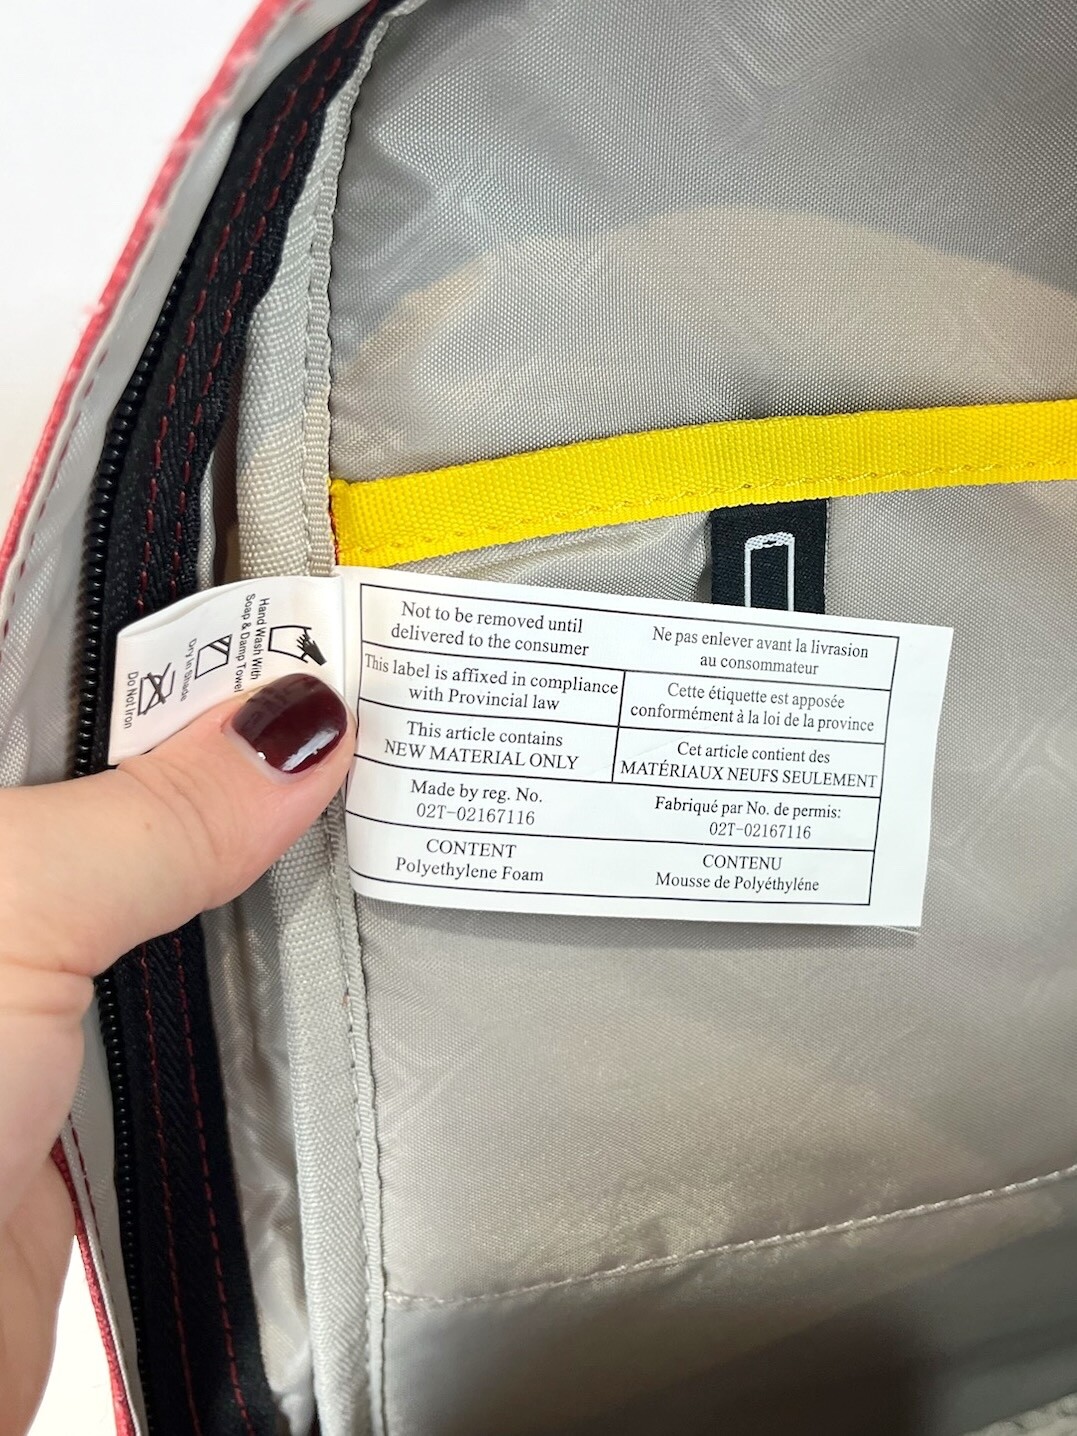 Hand Wash With
Soap & Damp Towel
Dry in Shade
Do Not Iron
Not to be removed until
delivered to the consumer
Ne pas enlever avant la livrasion
au consommateur
This label is affixed in compliance
with Provincial law
Cette étiquette est apposée
conformément à la loi de la province
This article contains
NEW MATERIAL ONLY
Cet article contient des
MATÉRIAUX NEUFS SEULEMENT
Made by reg. No.
02T-02167116
Fabriqué par No. de permis:
02T-02167116
CONTENT
Polyethylene Foam
CONTENU
Mousse de Polyéthyléne